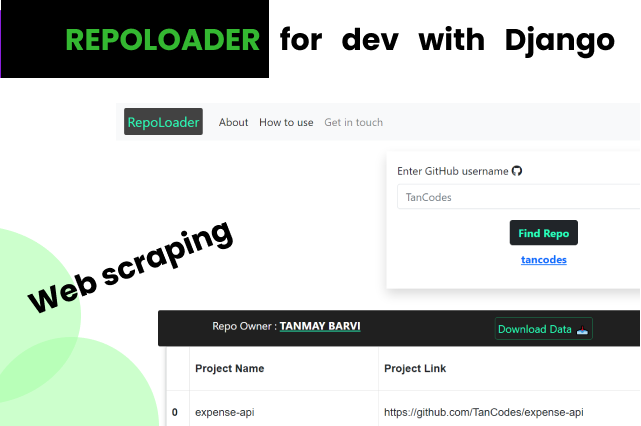 REPOLOADER for dev with Django
RepoLoader About How to use Get in touch
Enter GitHub username
TanCodes
Find Repo
tancodes
Web scraping
Repo Owner : TANMAY BARVI Download Data
Project Name Project Link
0 expense-api https://github.com/TanCodes/expense-api